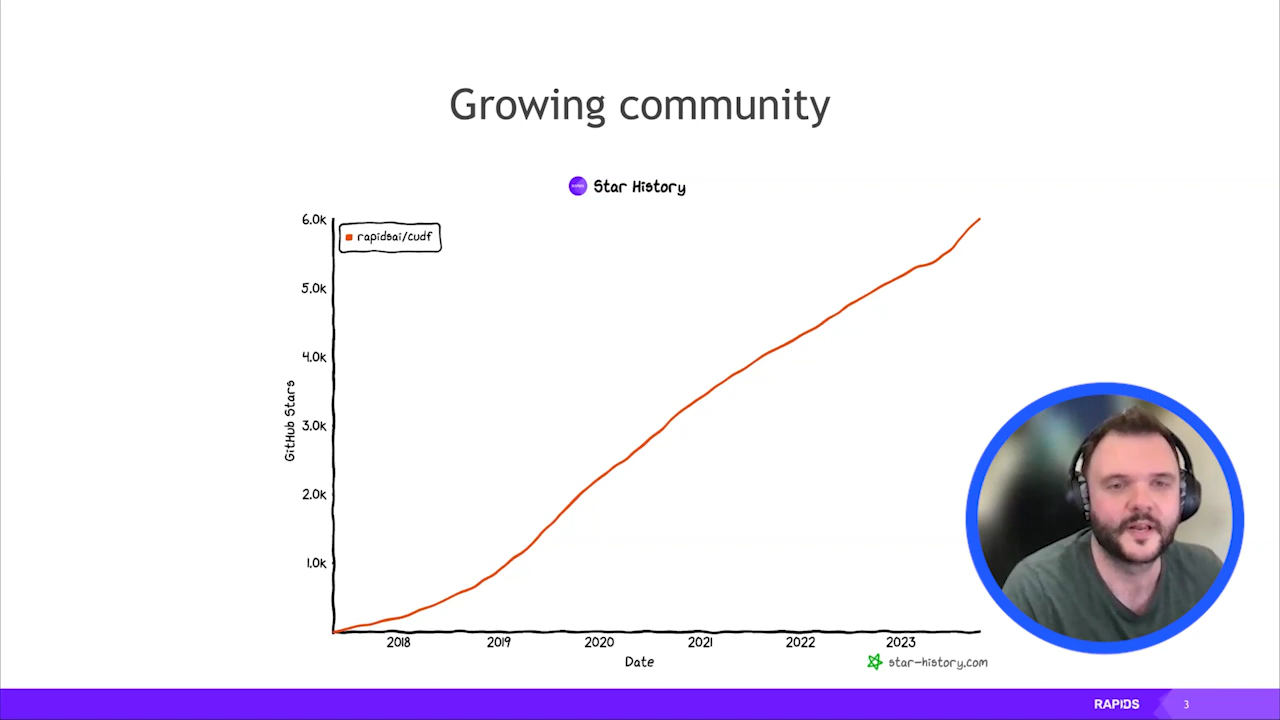 Growing community
Star History
6.0k
rapidsai/cudf
5.0k
4.0k
3.0k
2.0k
1.0k
GitHub Stars
2018 2019 2020 2021 2022 2023
Date
star-history.com
RAPIDS
3